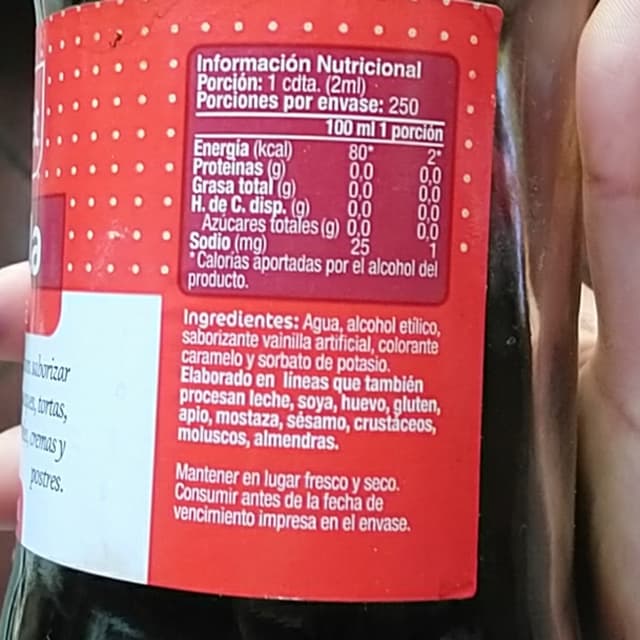 Información Nutricional
Porción: 1 cdta. (2ml)
Porciones por envase: 250
100 ml 1 porción
Energía (kcal) 80* 2*
Proteínas (g) 0,0 0,0
Grasa total (g) 0,0 0,0
H. de C. disp. (g) 0,0 0,0
Azúcares totales (g) 0,0 0,0
Sodio (mg) 25 1
*Calorías aportadas por el alcohol del
producto.
Ingredientes: Agua, alcohol etílico,
saborizante vainilla artificial, colorante
caramelo y sorbato de potasio.
Elaborado en líneas que también
procesan leche, soya, huevo, gluten,
apio, mostaza, sésamo, crustáceos,
moluscos, almendras.
Mantener en lugar fresco y seco.
Consumir antes de la fecha de
vencimiento impresa en el envase.
a
saborizar
tortas,
cremas y
postres.